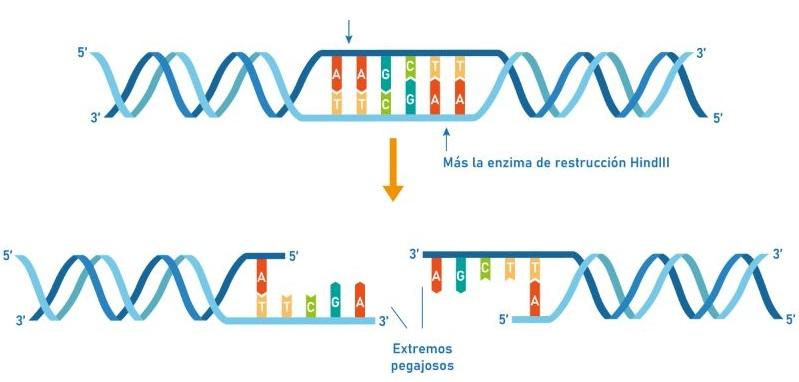 5′ 3′
A A G C T T
T T C G A A
3′ 5′
Más la enzima de restrucción HindIII
5′ 5′ 3′ 3′
A A G C T T
T T C G A A
3′ 3′ 5′ 5′
Extremos
pegajosos